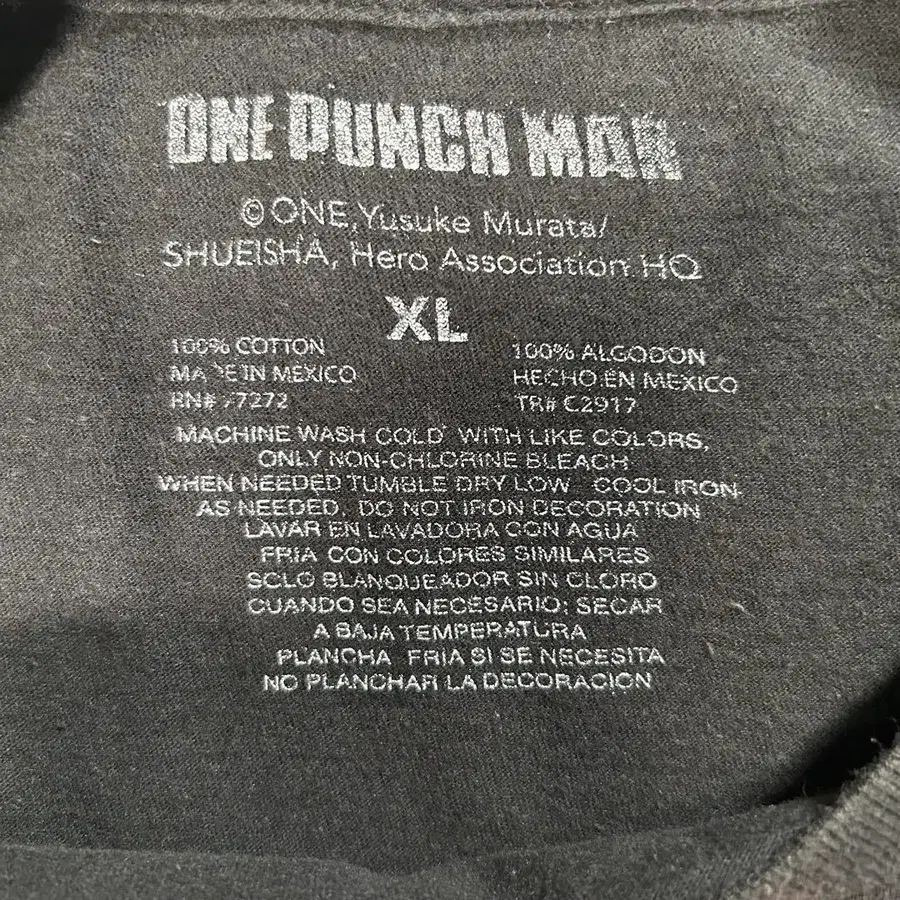 ONE PUNCH MAN
©ONE, Yusuke Murata/
SHUEISHA, Hero Association HQ
XL
100% COTTON
MADE IN MEXICO
RN# 77272
100% ALGODON
HECHO EN MEXICO
TR# C2917
MACHINE WASH COLD WITH LIKE COLORS,
ONLY NON-CHLORINE BLEACH
WHEN NEEDED TUMBLE DRY LOW COOL IRON
AS NEEDED, DO NOT IRON DECORATION
LAVAR EN LAVADORA CON AGUA
FRIA CON COLORES SIMILARES
SOLO BLANQUEADOR SIN CLORO
CUANDO SEA NECESARIO; SECAR
A BAJA TEMPERATURA
PLANCHA FRIA SI SE NECESITA
NO PLANCHAR LA DECORACION